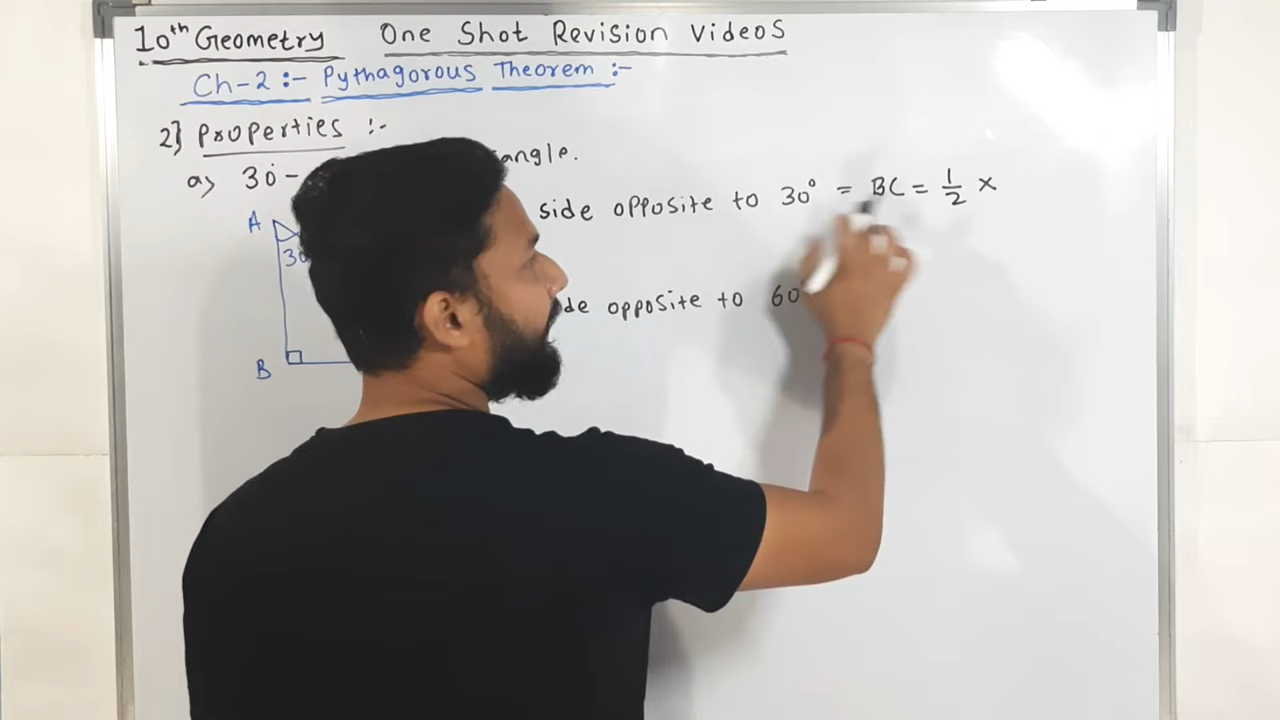 10th Geometry One Shot Revision Videos
Ch-2 :- Pythagorous Theorem :-
2] Properties :-
a) 30°- angle.
A side opposite to 30° = BC = 1/2 ×
30
de opposite to 60°
B